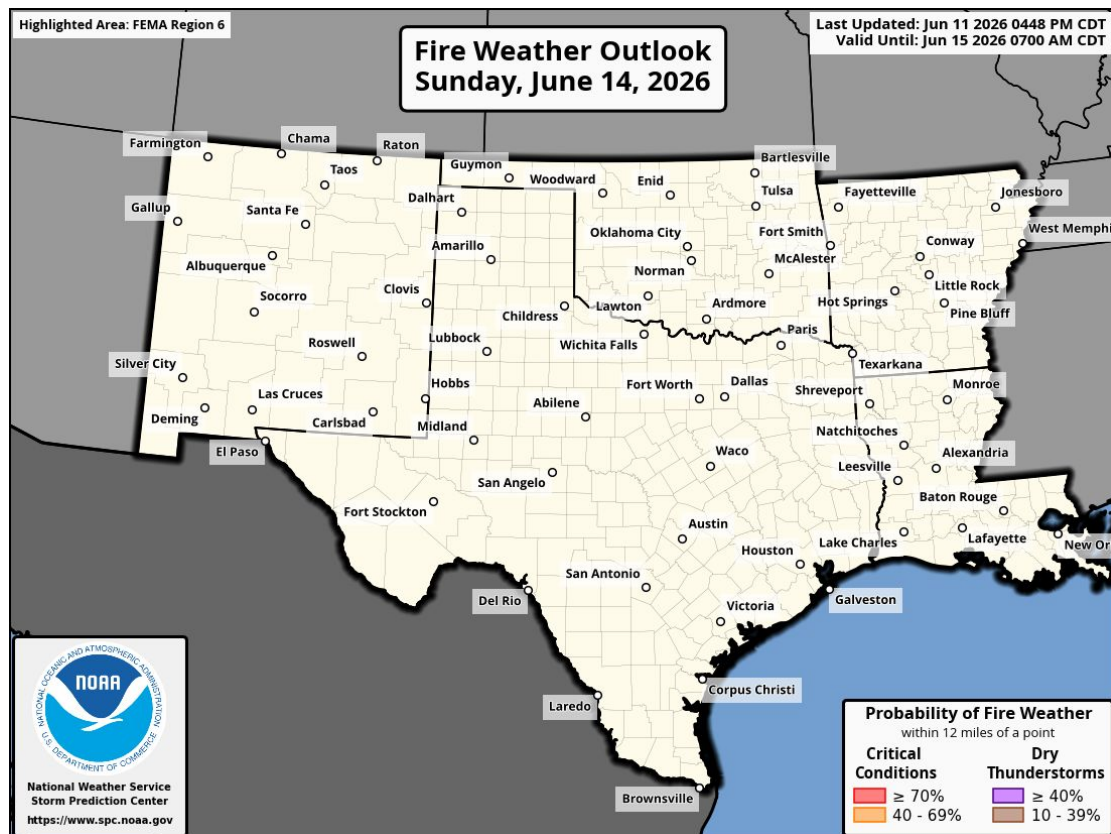 Highlighted Area: FEMA Region 6
Fire Weather Outlook
Sunday, June 14, 2026
Last Updated: Jun 11 2026 0448 PM CDT
Valid Until: Jun 15 2026 0700 AM CDT
Farmington
Chama
Raton
Taos
Guymon
Woodward
Enid
Bartlesville
Tulsa
Fayetteville
Jonesboro
Gallup
Santa Fe
Dalhart
Amarillo
Oklahoma City
Fort Smith
West Memphi
Conway
Albuquerque
Norman
McAlester
Little Rock
Socorro
Clovis
Childress
Lawton
Ardmore
Hot Springs
Pine Bluff
Roswell
Lubbock
Wichita Falls
Paris
Texarkana
Silver City
Las Cruces
Hobbs
Fort Worth
Dallas
Shreveport
Monroe
Deming
Carlsbad
Midland
Abilene
Natchitoches
El Paso
Waco
Alexandria
San Angelo
Leesville
Baton Rouge
Fort Stockton
Austin
Houston
Lake Charles
Lafayette
New Or
San Antonio
Del Rio
Victoria
Galveston
Laredo
Corpus Christi
Brownsville
NATIONAL OCEANIC AND ATMOSPHERIC ADMINISTRATION
NOAA
U.S. DEPARTMENT OF COMMERCE
National Weather Service
Storm Prediction Center
https://www.spc.noaa.gov
Probability of Fire Weather
within 12 miles of a point
Critical Conditions
≥ 70%
40 - 69%
Dry Thunderstorms
≥ 40%
10 - 39%